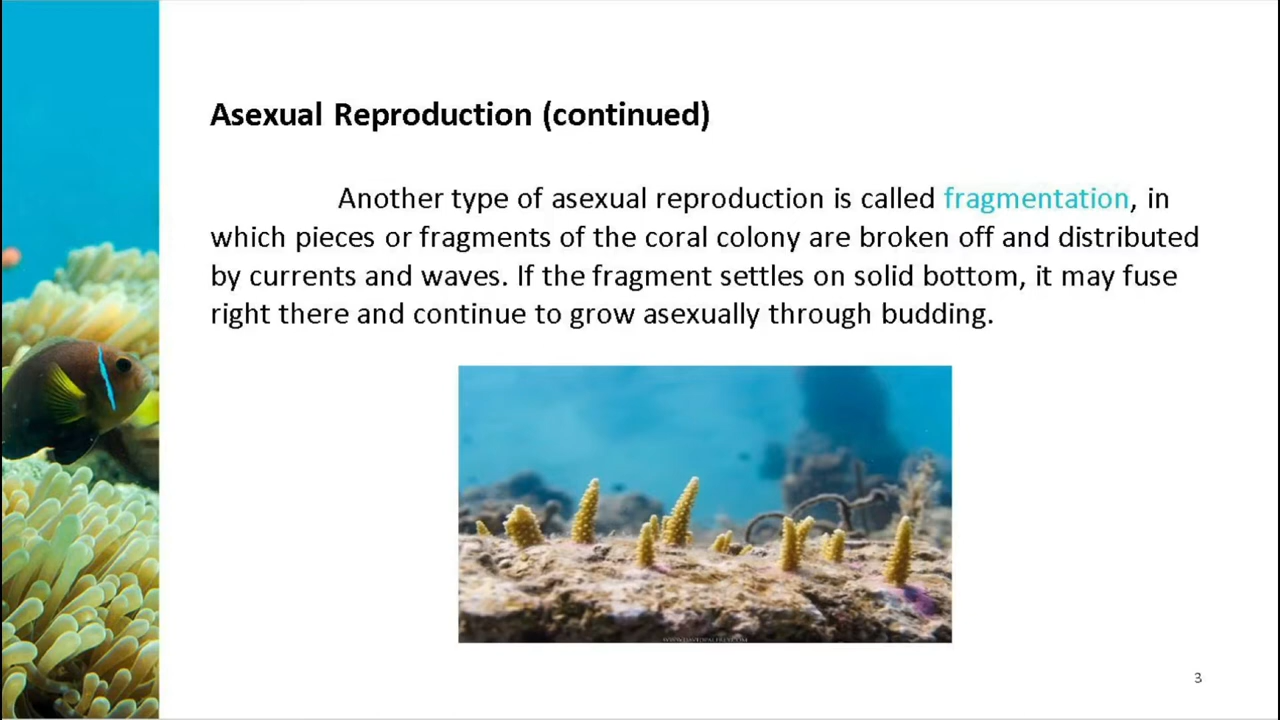 Asexual Reproduction (continued)
Another type of asexual reproduction is called fragmentation, in
which pieces or fragments of the coral colony are broken off and distributed
by currents and waves. If the fragment settles on solid bottom, it may fuse
right there and continue to grow asexually through budding.
3